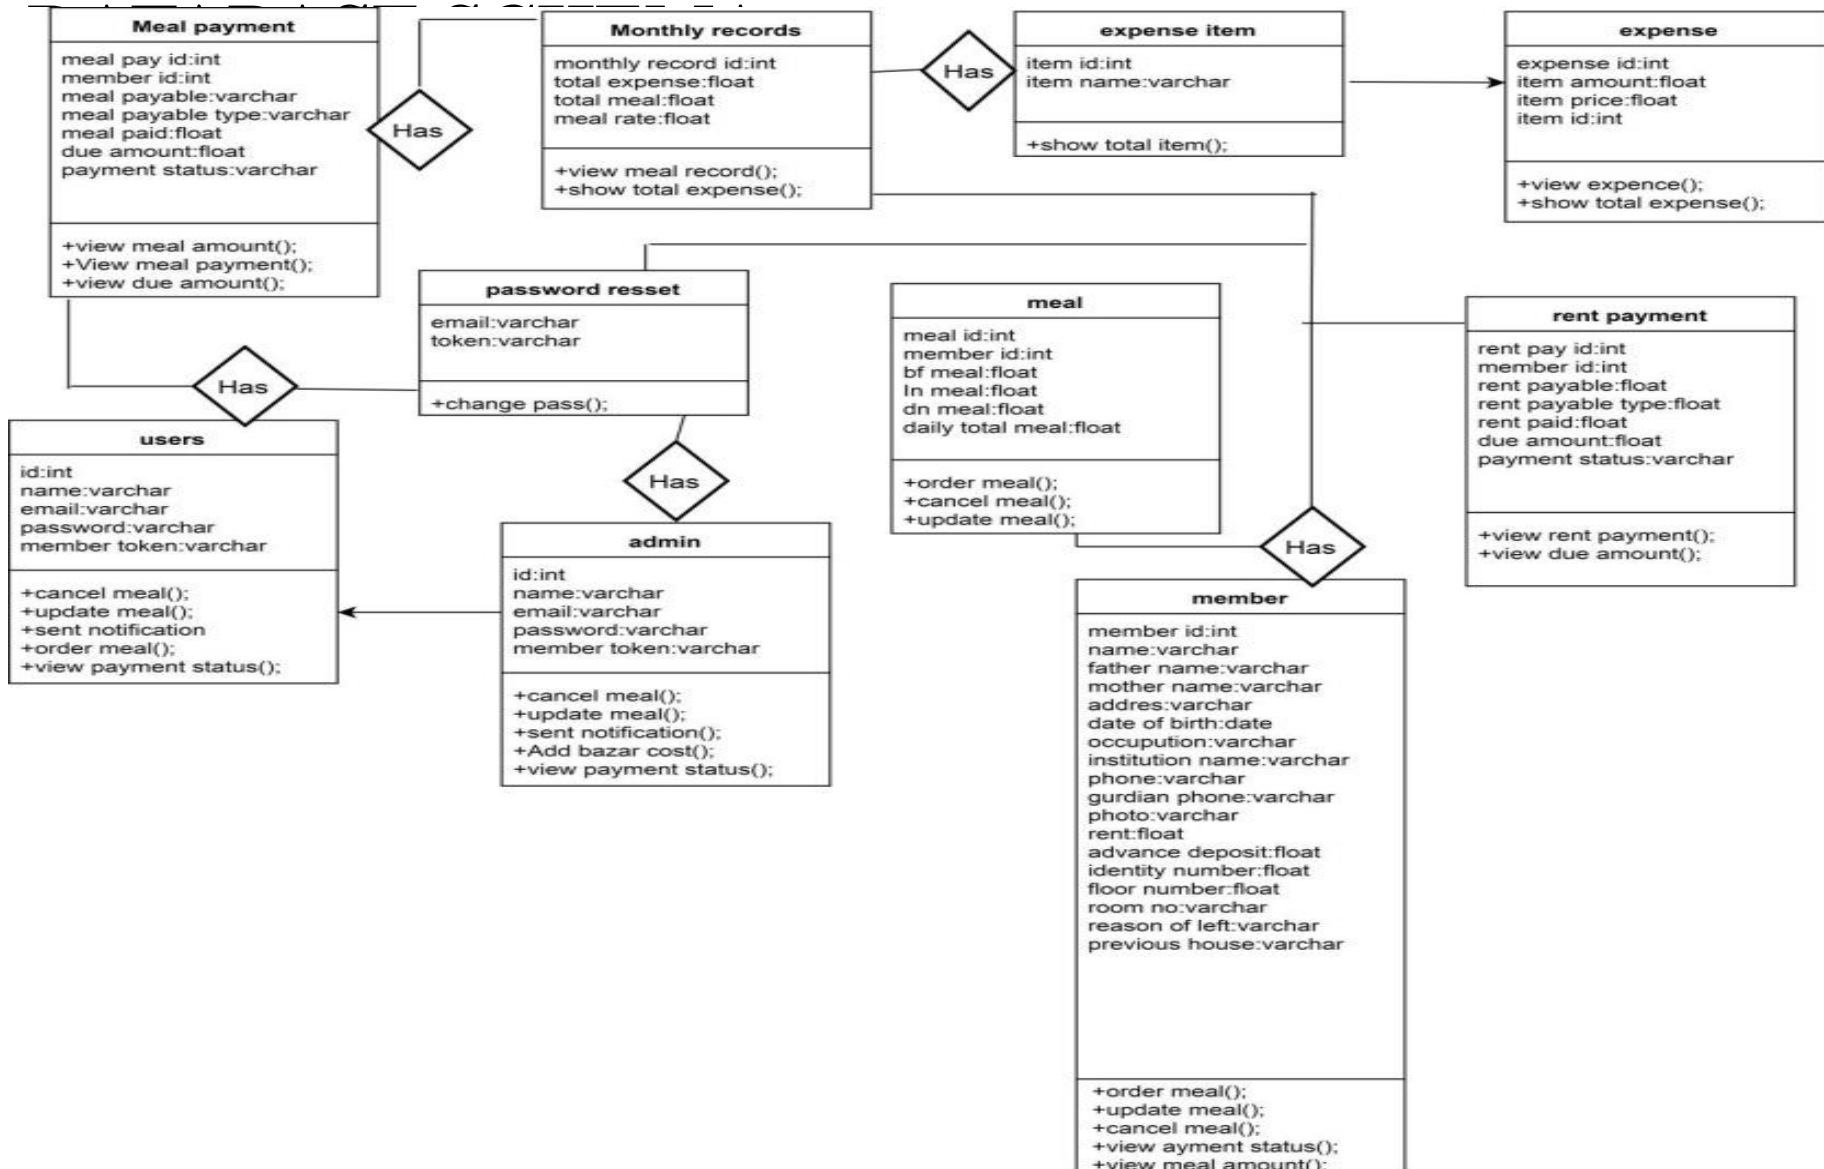 DATABASE SCHEMA
Meal payment
meal pay id:int
member id:int
meal payable:varchar
meal payable type:varchar
meal paid:float
due amount:float
payment status:varchar
+view meal amount();
+View meal payment();
+view due amount();
Has
Monthly records
monthly record id:int
total expense:float
total meal:float
meal rate:float
+view meal record();
+show total expense();
Has
expense item
item id:int
item name:varchar
+show total item();
expense
expense id:int
item amount:float
item price:float
item id:int
+view expence();
+show total expense();
password resset
email:varchar
token:varchar
+change pass();
Has
users
id:int
name:varchar
email:varchar
password:varchar
member token:varchar
+cancel meal();
+update meal();
+sent notification
+order meal();
+view payment status();
Has
admin
id:int
name:varchar
email:varchar
password:varchar
member token:varchar
+cancel meal();
+update meal();
+sent notification();
+Add bazar cost();
+view payment status();
meal
meal id:int
member id:int
bf meal:float
ln meal:float
dn meal:float
daily total meal:float
+order meal();
+cancel meal();
+update meal();
rent payment
rent pay id:int
member id:int
rent payable:float
rent payable type:float
rent paid:float
due amount:float
payment status:varchar
+view rent payment();
+view due amount();
Has
member
member id:int
name:varchar
father name:varchar
mother name:varchar
addres:varchar
date of birth:date
occupution:varchar
institution name:varchar
phone:varchar
gurdian phone:varchar
photo:varchar
rent:float
advance deposit:float
identity number:float
floor number:float
room no:varchar
reason of left:varchar
previous house:varchar
+order meal();
+update meal();
+cancel meal();
+view ayment status();
+view meal amount();